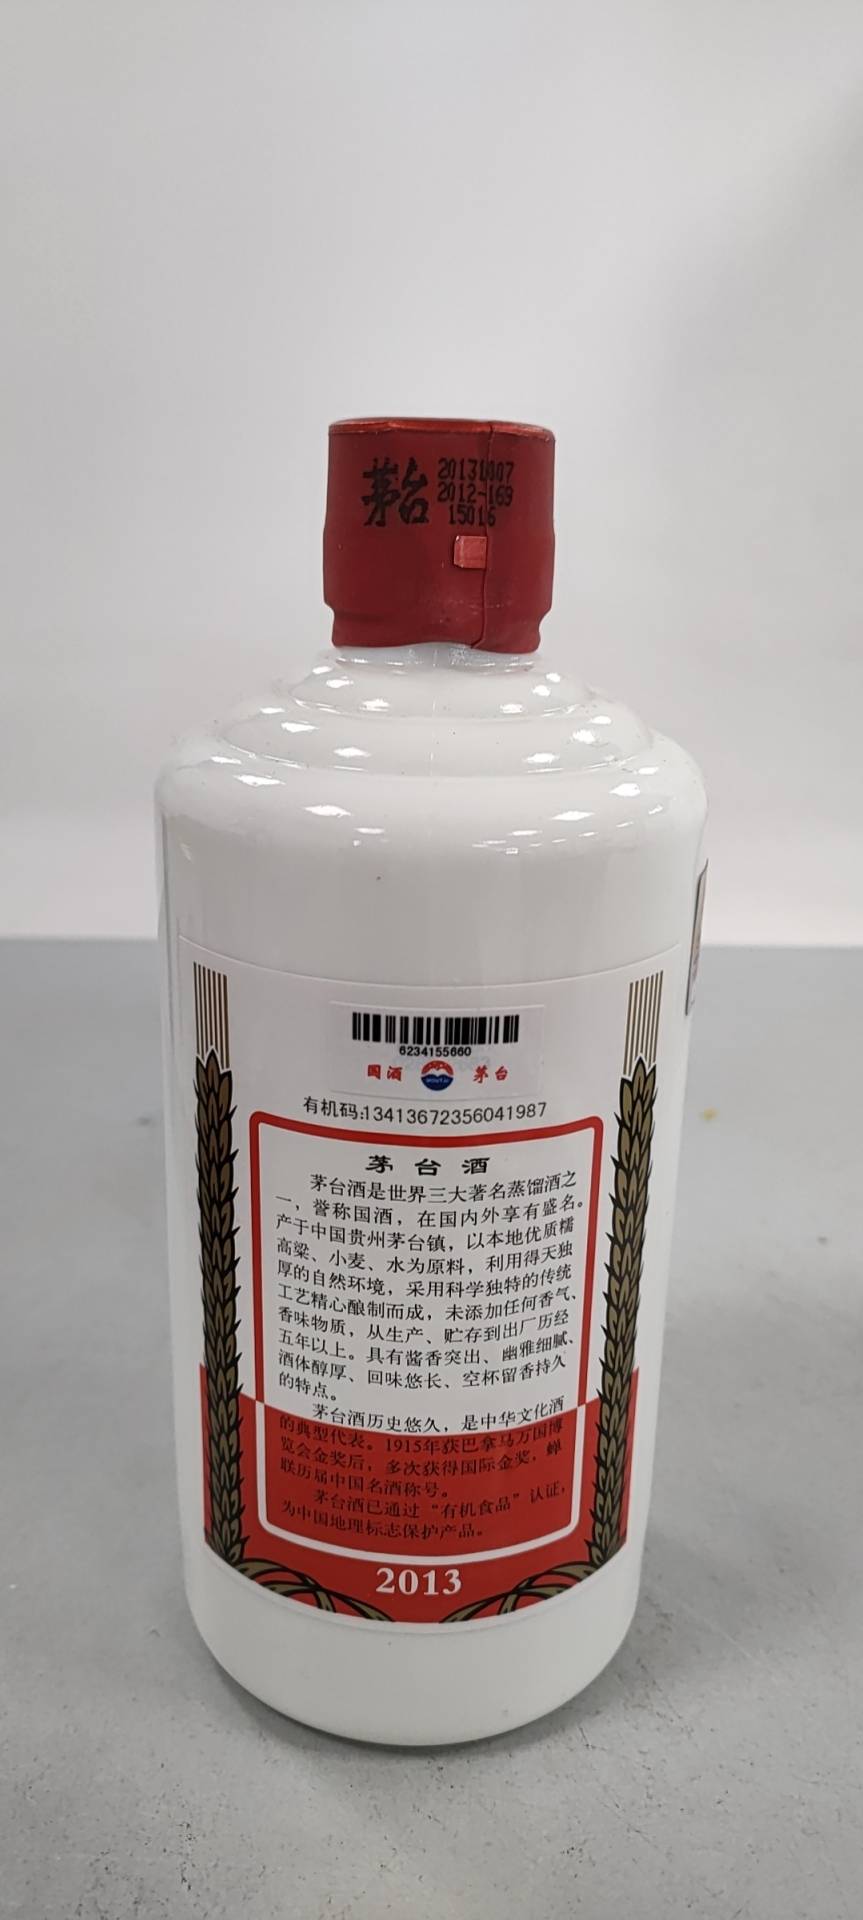 茅台 20131007
2012-169
15016
6234155660
国酒 MOUTAI 茅台
有机码:13413672356041987
茅台酒
茅台酒是世界三大著名蒸馏酒之
一，誉称国酒，在国内外享有盛名。
产于中国贵州茅台镇，以本地优质糯
高粱、小麦、水为原料，利用得天独
厚的自然环境，采用科学独特的传统
工艺精心酿制而成，未添加任何香气、
香味物质，从生产、贮存到出厂历经
五年以上。具有酱香突出、幽雅细腻、
酒体醇厚、回味悠长、空杯留香持久
的特点。
茅台酒历史悠久，是中华文化酒
的典型代表。1915年获巴拿马万国博
览会金奖后，多次获得国际金奖，蝉
联历届中国名酒称号。
茅台酒已通过“有机食品”认证，
为中国地理标志保护产品。
2013